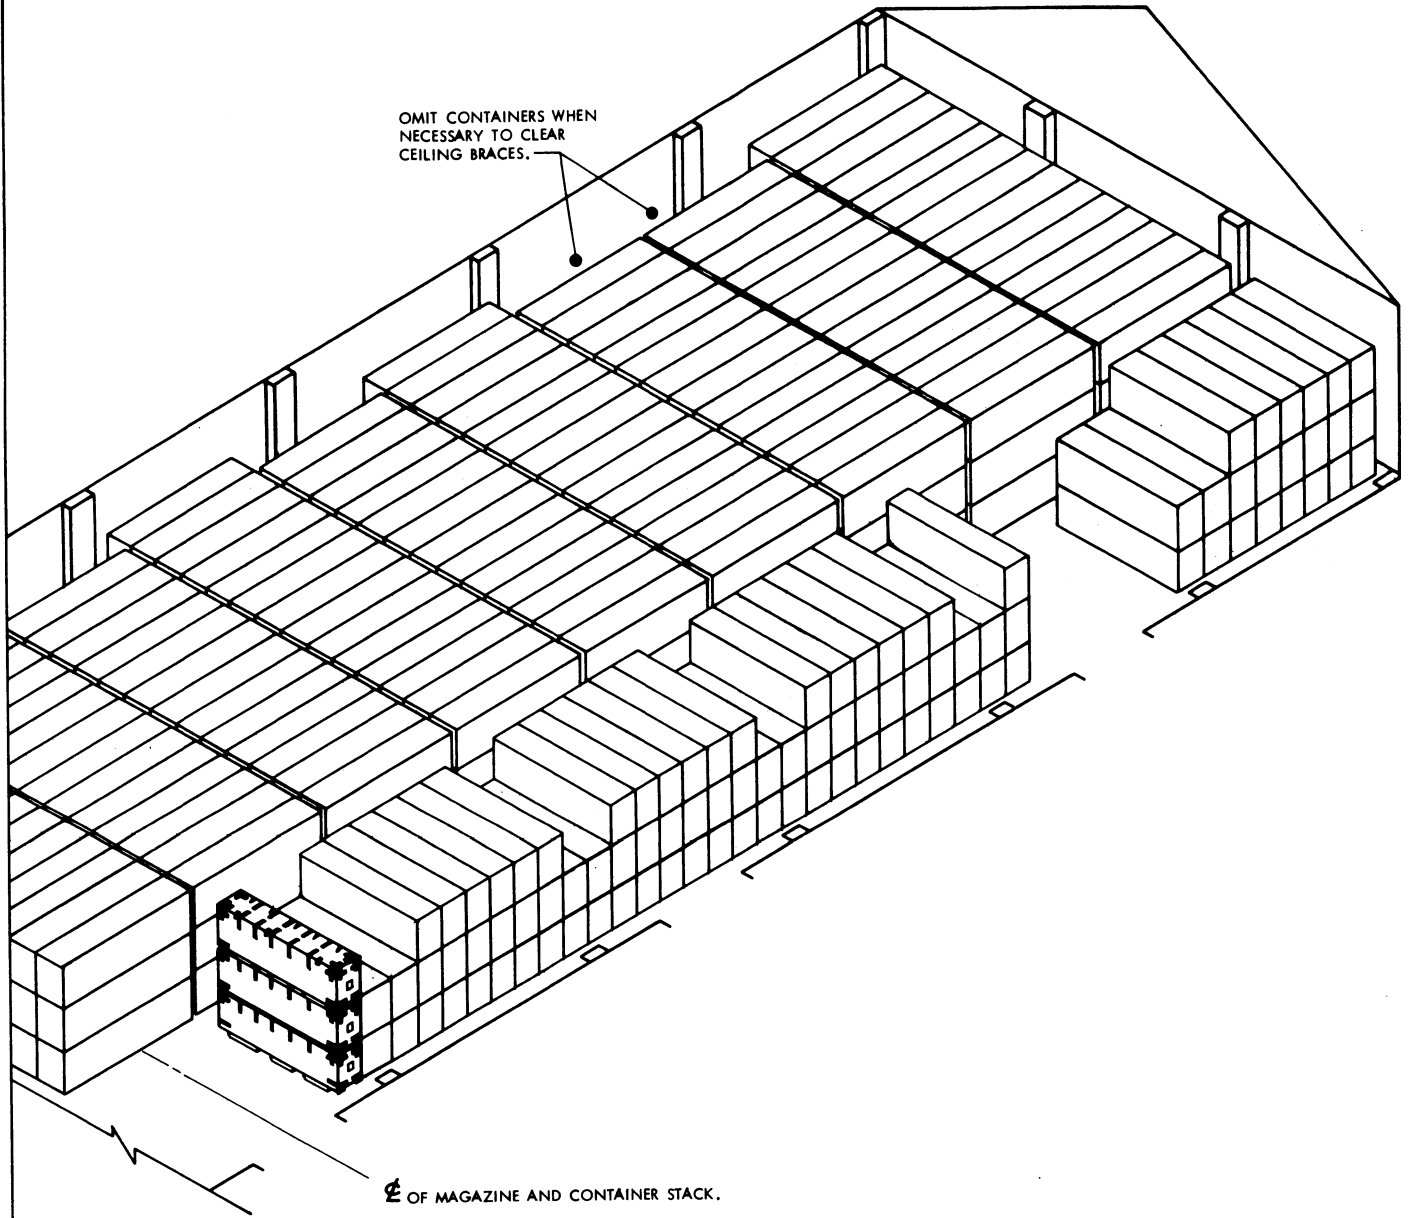 OMIT CONTAINERS WHEN
NECESSARY TO CLEAR
CEILING BRACES.
℄ OF MAGAZINE AND CONTAINER STACK.